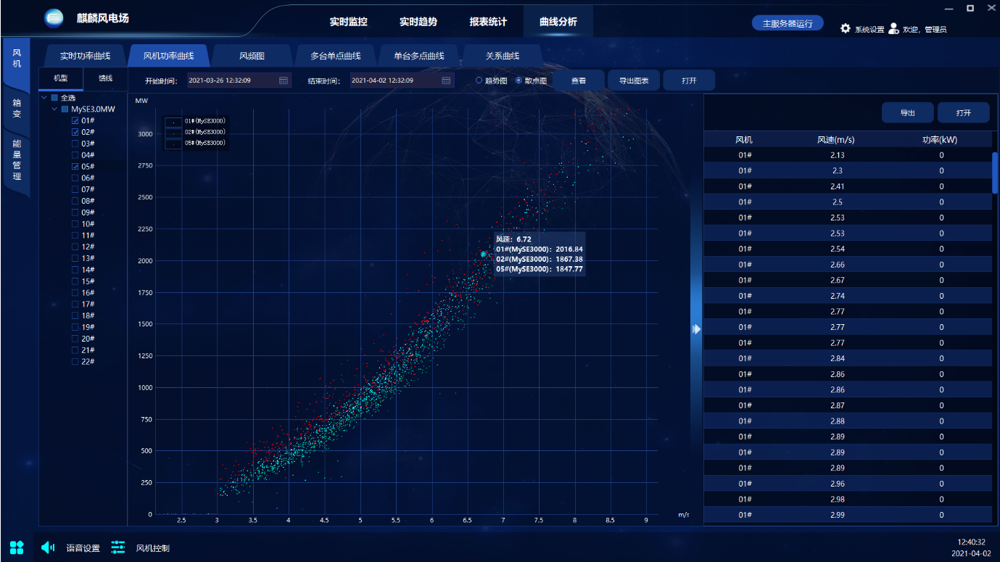 麒麟风电场
实时监控 实时趋势 报表统计 曲线分析
主服务器运行
系统设置 欢迎，管理员
风机
箱变
能量管理
实时功率曲线 风机功率曲线 风频图 多台单点曲线 单台多点曲线 关系曲线
机型 馈线
开始时间： 2021-03-26 12:32:09 结束时间： 2021-04-02 12:32:09 趋势图 散点图 查看 导出图表 打开
全选
MySE3.0MW
01#
02#
03#
04#
05#
06#
07#
08#
09#
10#
11#
12#
13#
14#
15#
16#
17#
18#
19#
20#
21#
22#
MW
01#(MySE3000)
02#(MySE3000)
05#(MySE3000)
3000
2750
2500
2250
2000
1750
1500
1250
1000
750
500
250
0
2.5 3 3.5 4 4.5 5 5.5 6 6.5 7 7.5 8 8.5 9 m/s
风速：6.72
01#(MySE3000)：2016.84
02#(MySE3000)：1867.38
05#(MySE3000)：1847.77
导出 打开
风机 风速(m/s) 功率(kW)
01# 2.13 0
01# 2.3 0
01# 2.41 0
01# 2.5 0
01# 2.53 0
01# 2.53 0
01# 2.54 0
01# 2.66 0
01# 2.67 0
01# 2.74 0
01# 2.77 0
01# 2.77 0
01# 2.77 0
01# 2.84 0
01# 2.86 0
01# 2.86 0
01# 2.87 0
01# 2.88 0
01# 2.89 0
01# 2.89 0
01# 2.89 0
01# 2.96 0
01# 2.98 0
01# 2.99 0
语音设置 风机控制
12:40:32
2021-04-02